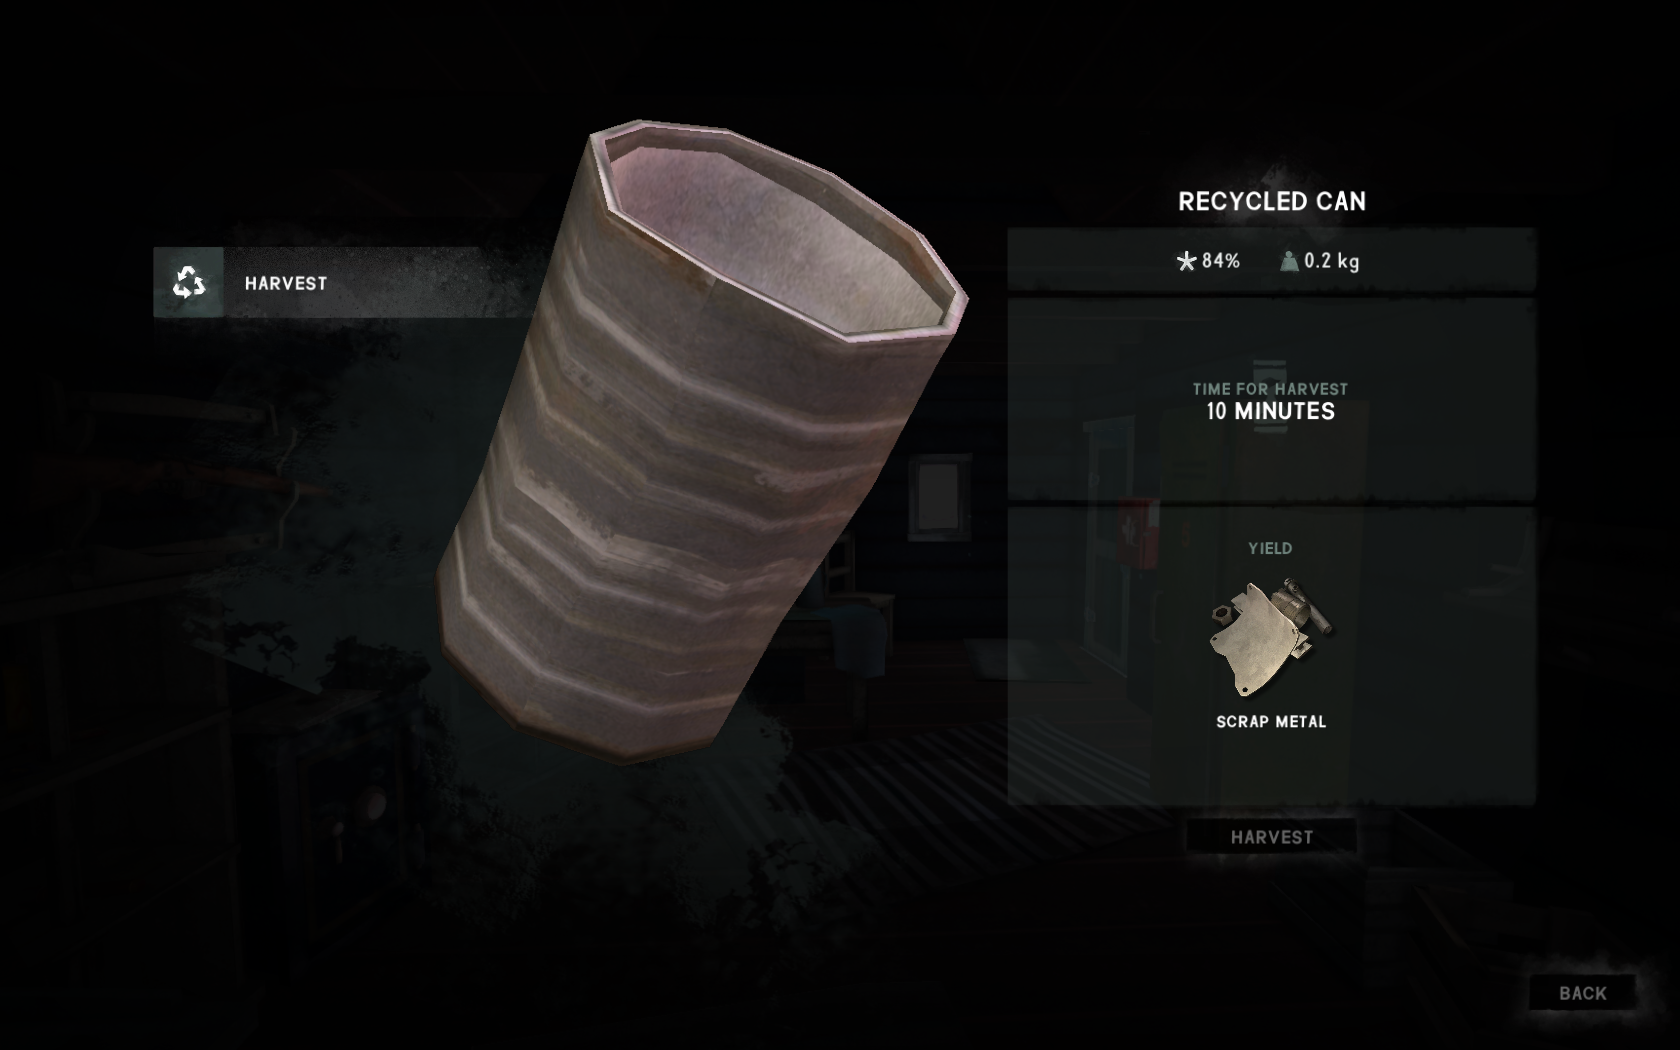 HARVEST
RECYCLED CAN
84% 0.2 kg
TIME FOR HARVEST
10 MINUTES
YIELD
SCRAP METAL
HARVEST
BACK